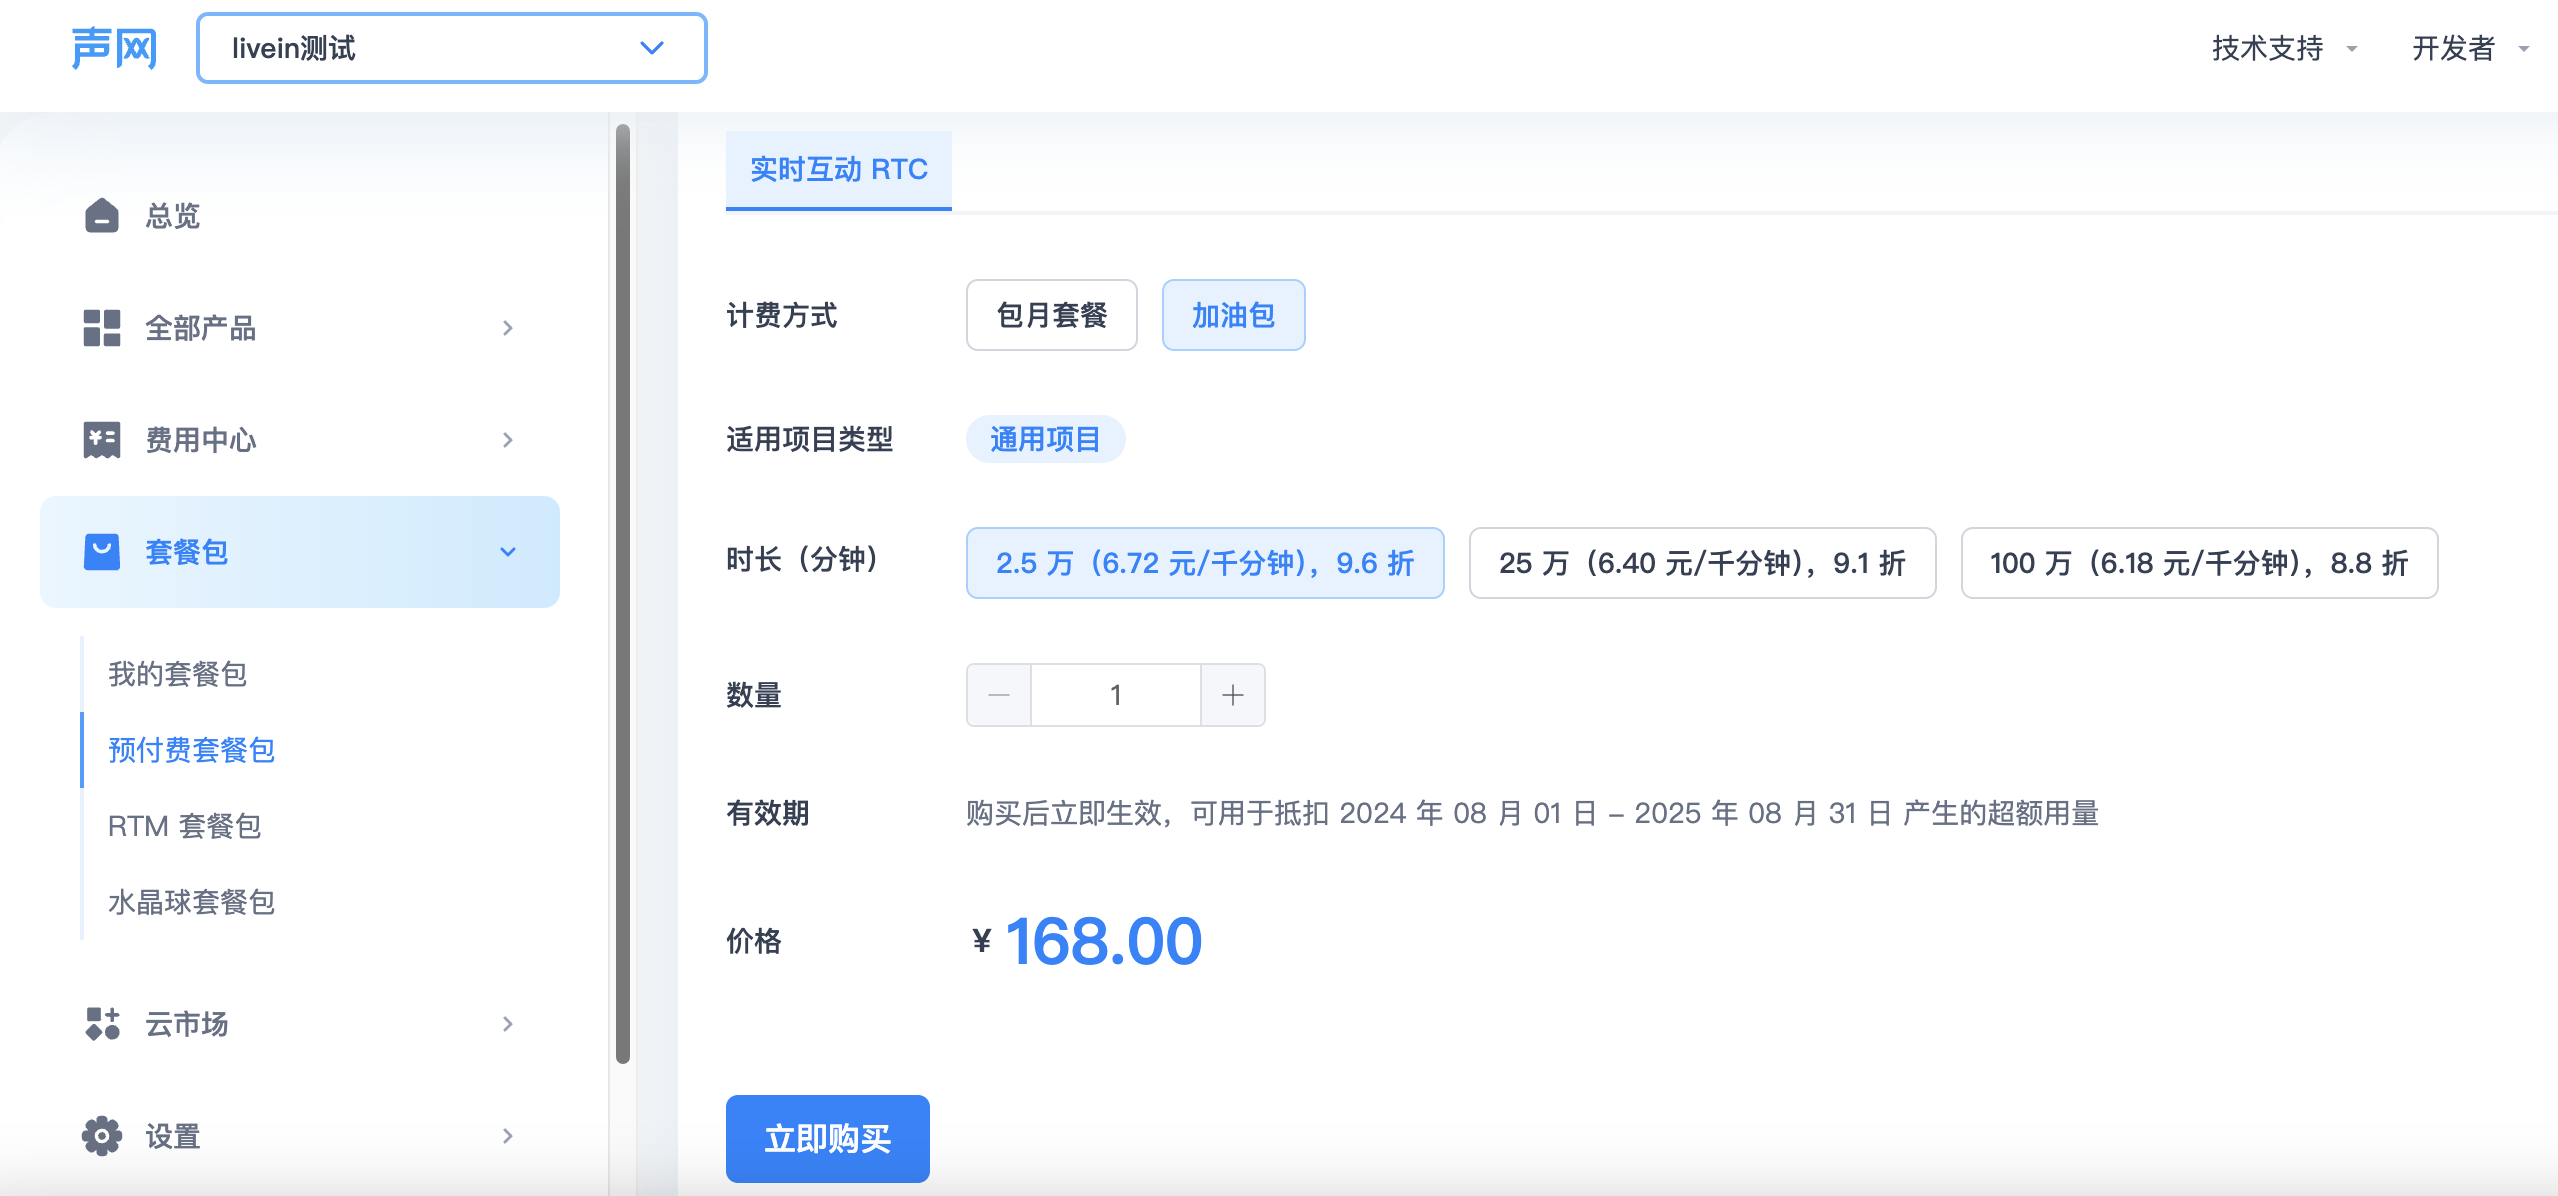 声网
livein测试
技术支持
开发者
总览
全部产品
费用中心
套餐包
我的套餐包
预付费套餐包
RTM 套餐包
水晶球套餐包
云市场
设置
实时互动 RTC
计费方式
包月套餐
加油包
适用项目类型
通用项目
时长（分钟）
2.5 万（6.72 元/千分钟），9.6 折
25 万（6.40 元/千分钟），9.1 折
100 万（6.18 元/千分钟），8.8 折
数量
1
有效期
购买后立即生效，可用于抵扣 2024 年 08 月 01 日 – 2025 年 08 月 31 日 产生的超额用量
价格
¥ 168.00
立即购买